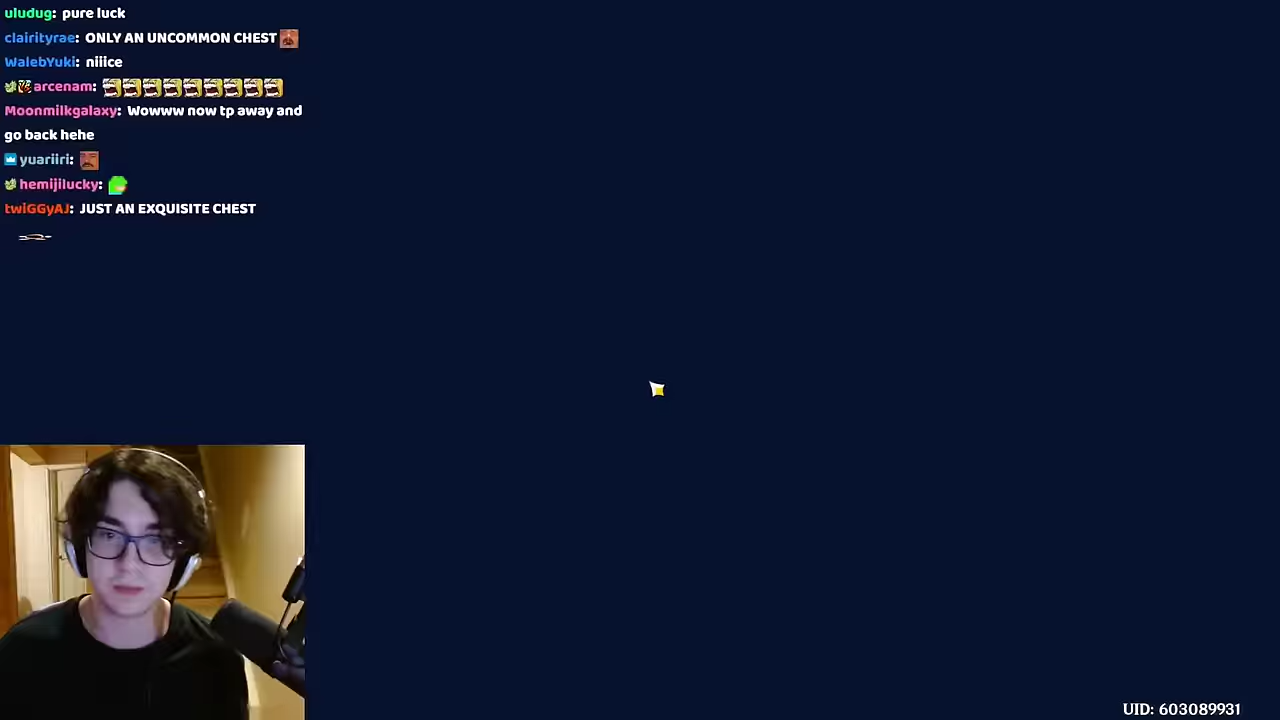 uludug: pure luck
clairityrae: ONLY AN UNCOMMON CHEST
WalebYuki: niiice
arcenam:
Moonmilkgalaxy: Wowww now tp away and
go back hehe
yuariiri:
hemijilucky:
twiGGyAJ: JUST AN EXQUISITE CHEST
UID: 603089931